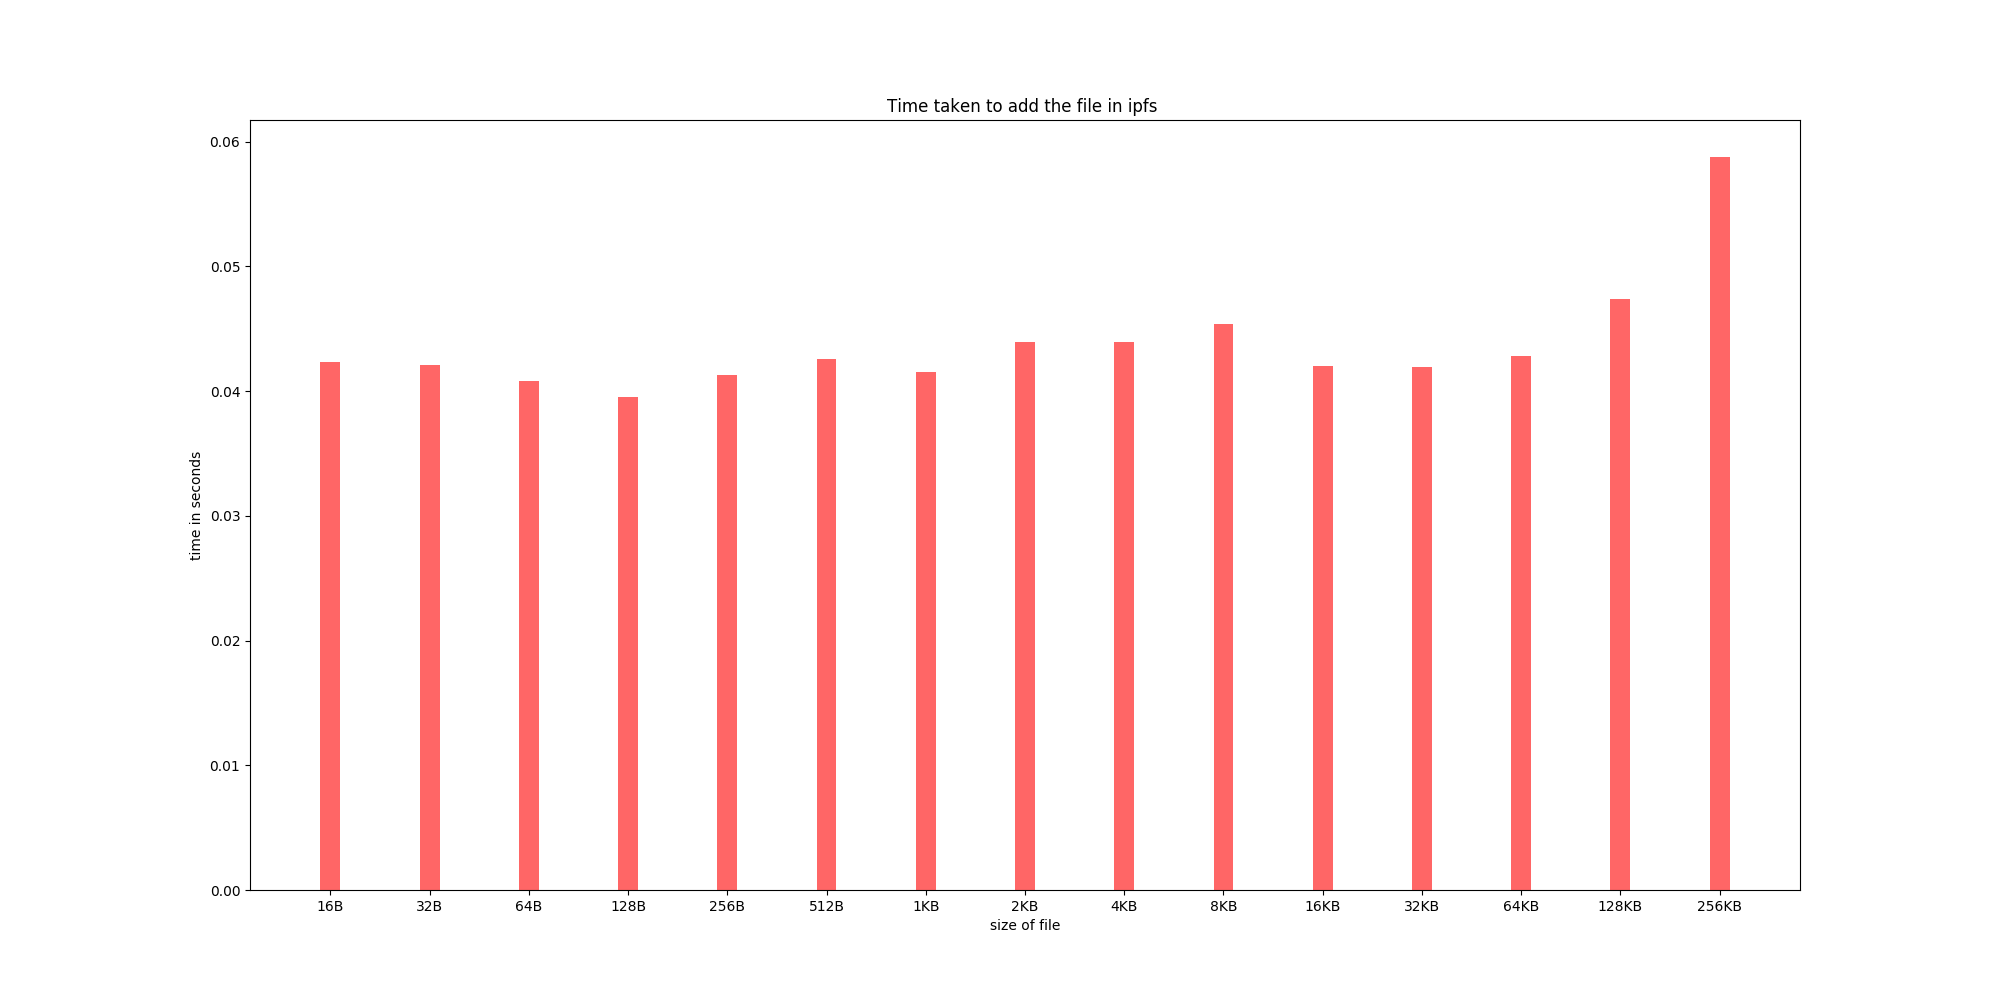 Time taken to add the file in ipfs
0.06
0.05
0.04
0.03
0.02
0.01
0.00
time in seconds
16B 32B 64B 128B 256B 512B 1KB 2KB 4KB 8KB 16KB 32KB 64KB 128KB 256KB
size of file